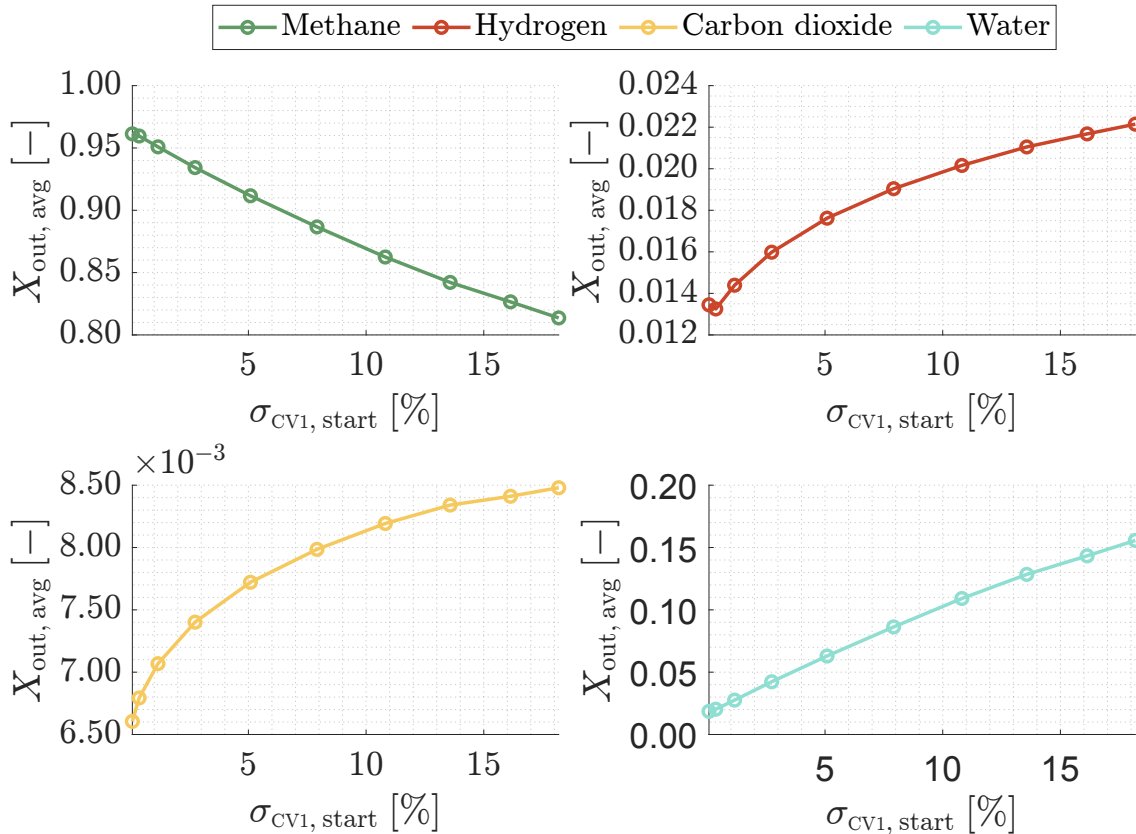 Methane Hydrogen Carbon dioxide Water
1.00
0.95
0.90
0.85
0.80
X_out, avg [−]
5 10 15
σ_CV1, start [%]
0.024
0.022
0.020
0.018
0.016
0.014
0.012
X_out, avg [−]
5 10 15
σ_CV1, start [%]
×10^−3
8.50
8.00
7.50
7.00
6.50
X_out, avg [−]
5 10 15
σ_CV1, start [%]
0.20
0.15
0.10
0.05
0.00
X_out, avg [−]
5 10 15
σ_CV1, start [%]